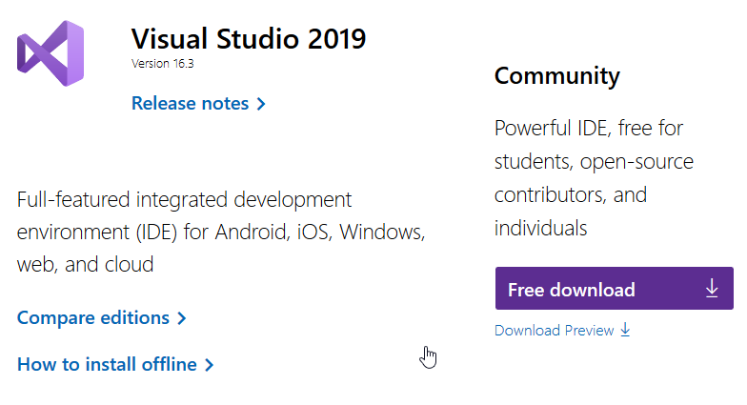 Visual Studio 2019
Version 16.3
Release notes
Full-featured integrated development
environment (IDE) for Android, iOS, Windows,
web, and cloud
Compare editions
How to install offline
Community
Powerful IDE, free for
students, open-source
contributors, and
individuals
Free download
Download Preview